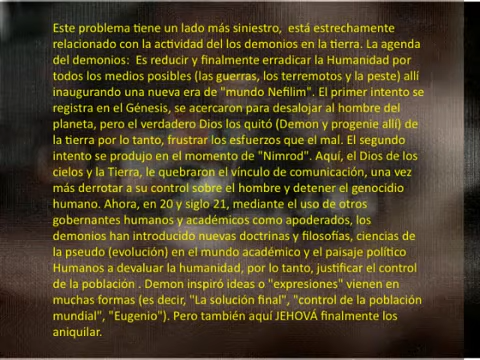 Este problema tiene un lado más siniestro,  está estrechamente
relacionado con la actividad del los demonios en la tierra. La agenda
del demonios:  Es reducir y finalmente erradicar la Humanidad por
todos los medios posibles (las guerras, los terremotos y la peste) allí
inaugurando una nueva era de "mundo Nefilim". El primer intento se
registra en el Génesis, se acercaron para desalojar al hombre del
planeta, pero el verdadero Dios los quitó (Demon y progenie allí) de
la tierra por lo tanto, frustrar los esfuerzos que el mal. El segundo
intento se produjo en el momento de "Nimrod". Aquí, el Dios de los
cielos y la Tierra, le quebraron el vínculo de comunicación, una vez
más derrotar a su control sobre el hombre y detener el genocidio
humano. Ahora, en 20 y siglo 21, mediante el uso de otros
gobernantes humanos y académicos como apoderados, los
demonios han introducido nuevas doctrinas y filosofías, ciencias de
la pseudo (evolución) en el mundo académico y el paisaje político
Humanos a devaluar la humanidad, por lo tanto, justificar el control
de la población . Demon inspiró ideas o "expresiones" vienen en
muchas formas (es decir, "La solución final", "control de la población
mundial", "Eugenio"). Pero también aquí JEHOVÁ finalmente los
aniquilar.